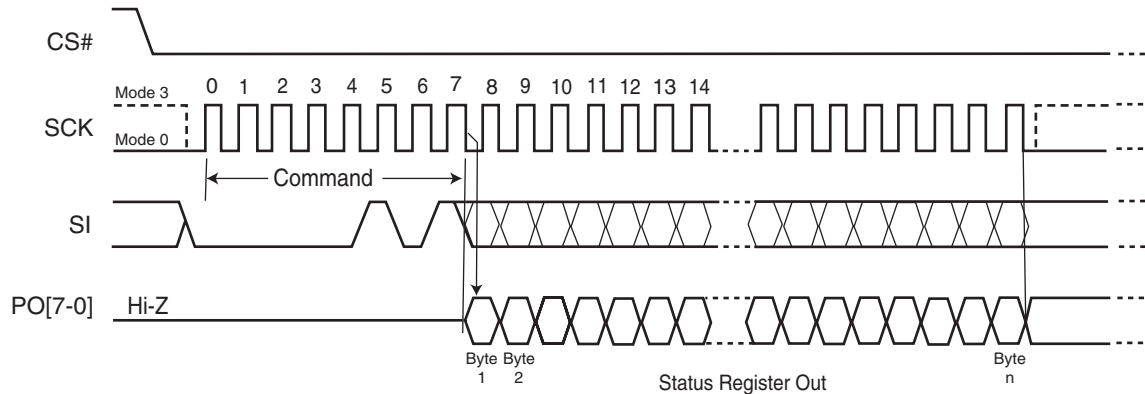 CS#
Mode 3
0 1 2 3 4 5 6 7 8 9 10 11 12 13 14
SCK
Mode 0
Command
SI
PO[7-0]
Hi-Z
Byte 1
Byte 2
Byte n
Status Register Out